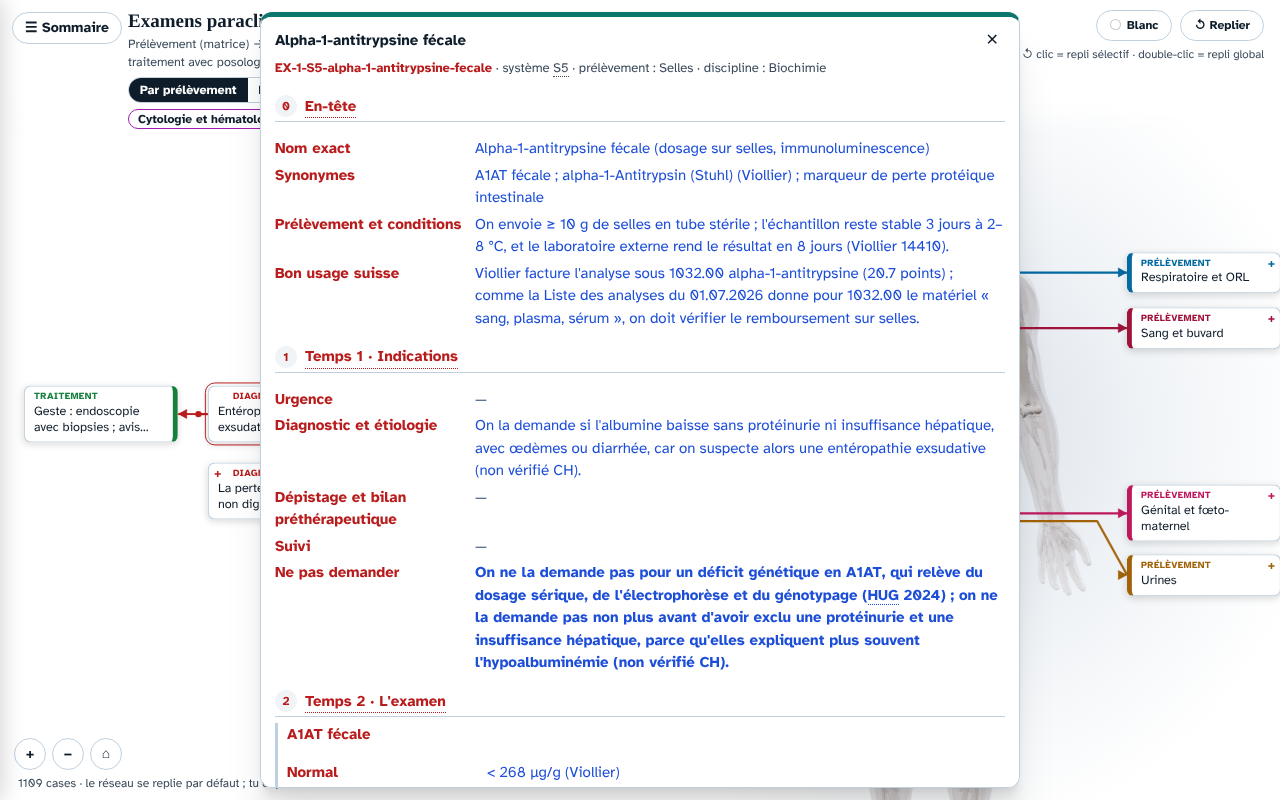 ☰ Sommaire
Examens paracli
Prélèvement (matrice) →
traitement avec posolog
Par prélèvement
Cytologie et hématolo
Blanc
↺ Replier
↺ clic = repli sélectif · double-clic = repli global
Alpha-1-antitrypsine fécale
✕
EX-1-S5-alpha-1-antitrypsine-fecale · système S5 · prélèvement : Selles · discipline : Biochimie
0 En-tête
Nom exact
Alpha-1-antitrypsine fécale (dosage sur selles, immunoluminescence)
Synonymes
A1AT fécale ; alpha-1-Antitrypsin (Stuhl) (Viollier) ; marqueur de perte protéique
intestinale
Prélèvement et conditions
On envoie ≥ 10 g de selles en tube stérile ; l'échantillon reste stable 3 jours à 2–
8 °C, et le laboratoire externe rend le résultat en 8 jours (Viollier 14410).
Bon usage suisse
Viollier facture l'analyse sous 1032.00 alpha-1-antitrypsine (20.7 points) ;
comme la Liste des analyses du 01.07.2026 donne pour 1032.00 le matériel «
sang, plasma, sérum », on doit vérifier le remboursement sur selles.
1 Temps 1 · Indications
Urgence
—
Diagnostic et étiologie
On la demande si l'albumine baisse sans protéinurie ni insuffisance hépatique,
avec œdèmes ou diarrhée, car on suspecte alors une entéropathie exsudative
(non vérifié CH).
Dépistage et bilan
préthérapeutique
—
Suivi
—
Ne pas demander
On ne la demande pas pour un déficit génétique en A1AT, qui relève du
dosage sérique, de l'électrophorèse et du génotypage (HUG 2024) ; on ne
la demande pas non plus avant d'avoir exclu une protéinurie et une
insuffisance hépatique, parce qu'elles expliquent plus souvent
l'hypoalbuminémie (non vérifié CH).
2 Temps 2 · L'examen
A1AT fécale
Normal
< 268 µg/g (Viollier)
TRAITEMENT
Geste : endoscopie
avec biopsies ; avis...
DIAG
Entérop
exsudat
+ DIAG
La perte
non dig
PRÉLÈVEMENT +
Respiratoire et ORL
PRÉLÈVEMENT +
Sang et buvard
PRÉLÈVEMENT +
Génital et fœto-
maternel
PRÉLÈVEMENT +
Urines
+
−
⌂
1109 cases · le réseau se replie par défaut ; tu